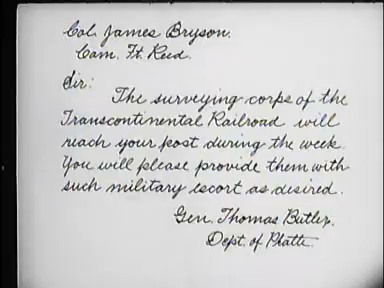 Col. James Bryson.
Com. Ft. Reed.
Sir:
The surveying corps of the
Transcontinental Railroad will
reach your post during the week.
You will please provide them with
such military escort as desired.
Gen. Thomas Butler.
Dept. of Platte.